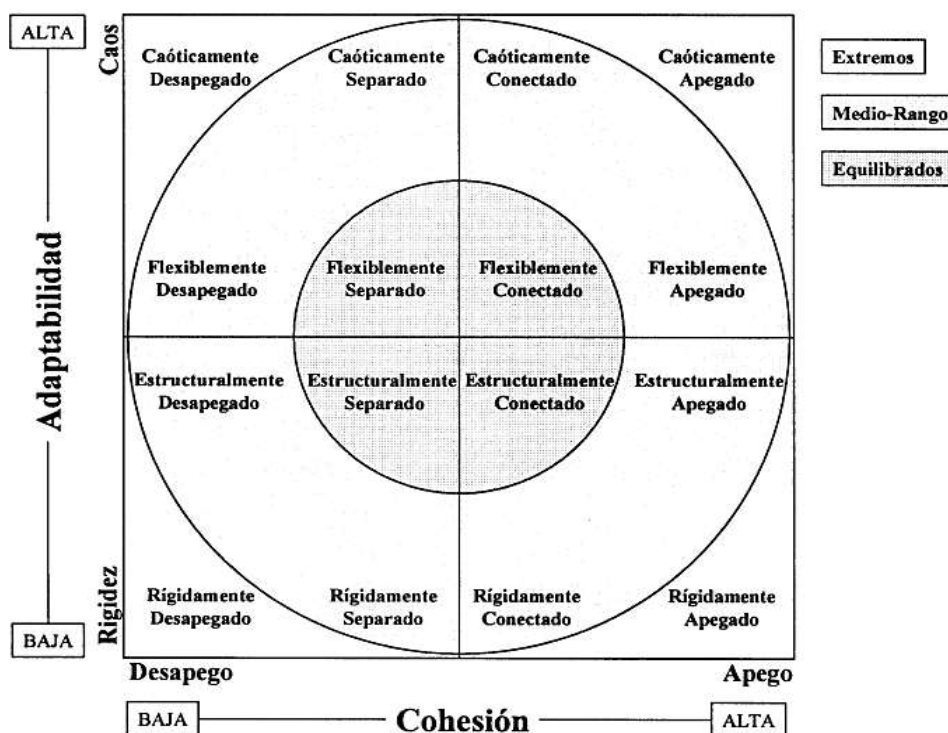 ALTA
Caos
Caóticamente Desapegado
Caóticamente Separado
Caóticamente Conectado
Caóticamente Apegado
Extremos
Medio-Rango
Equilibrados
Adaptabilidad
Flexiblemente Desapegado
Flexiblemente Separado
Flexiblemente Conectado
Flexiblemente Apegado
Estructuralmente Desapegado
Estructuralmente Separado
Estructuralmente Conectado
Estructuralmente Apegado
Rígidamente Desapegado
Rígidamente Separado
Rígidamente Conectado
Rígidamente Apegado
Rigidez
BAJA
Desapego
Apego
BAJA
Cohesión
ALTA